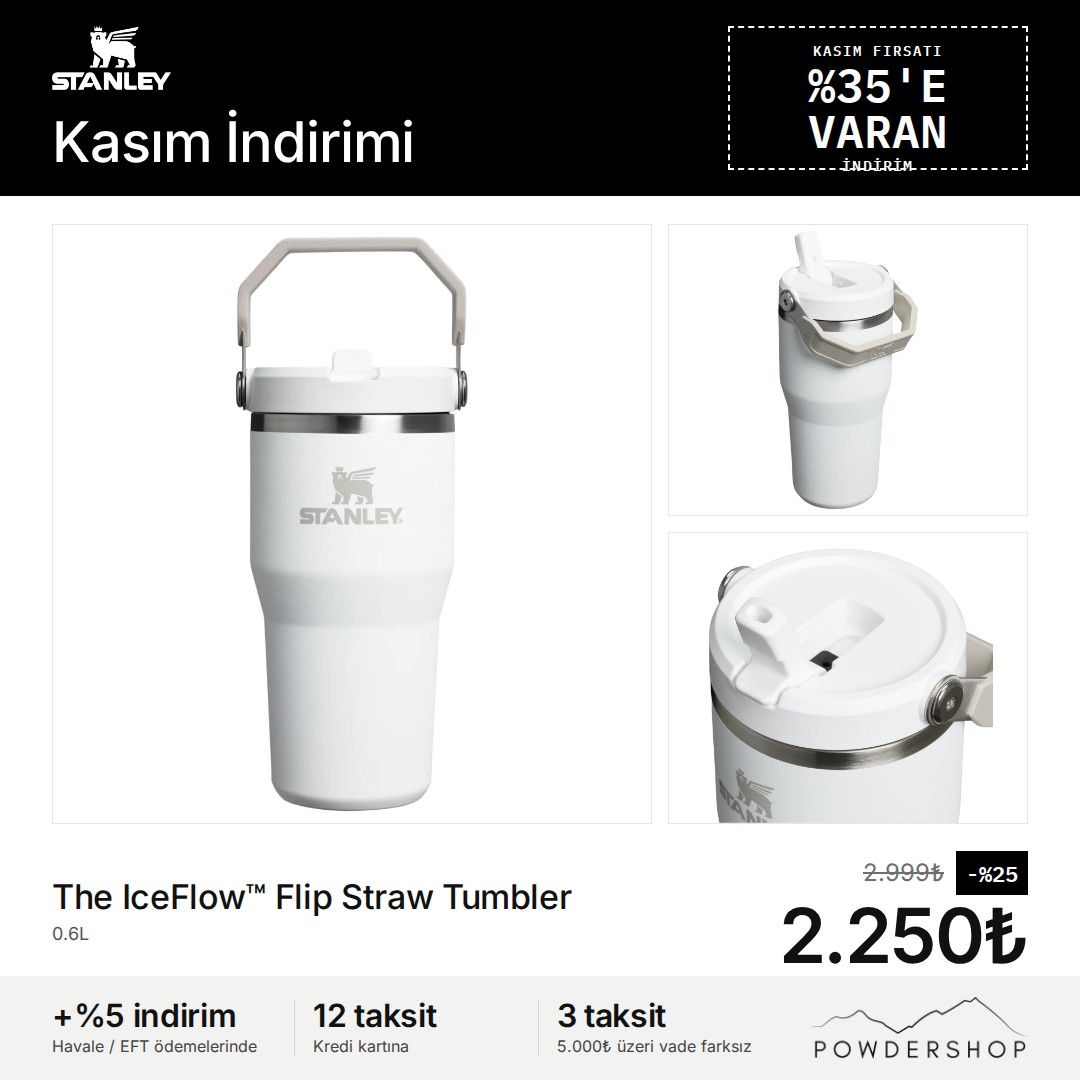 STANLEY
Kasım İndirimi
KASIM FIRSATI
%35'E
VARAN
İNDİRİM
STANLEY
STANL
The IceFlow™ Flip Straw Tumbler
0.6L
2.999₺
-%25
2.250₺
+%5 indirim
Havale / EFT ödemelerinde
12 taksit
Kredi kartına
3 taksit
5.000₺ üzeri vade farksız
POWDERSHOP